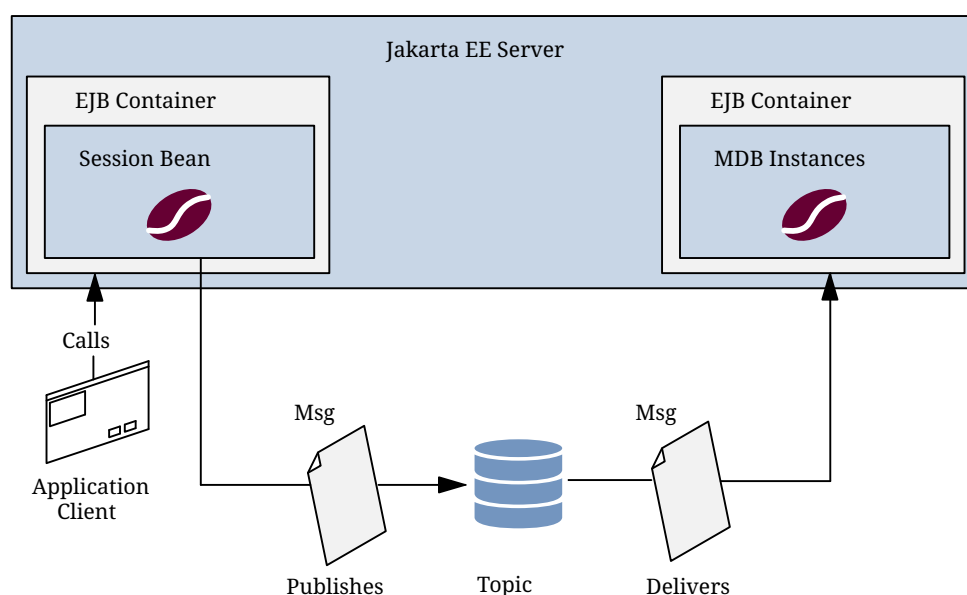 Jakarta EE Server
EJB Container
EJB Container
Session Bean
MDB Instances
Calls
Msg
Msg
Application
Client
Publishes
Topic
Delivers